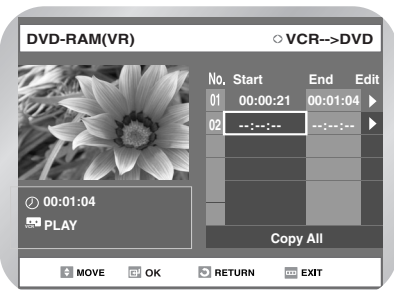 DVD-RAM(VR) VCR-->DVD
No. Start End Edit
01 00:00:21 00:01:04
02 --:--:-- --:--:--
00:01:04
VCR PLAY
Copy All
MOVE OK RETURN EXIT